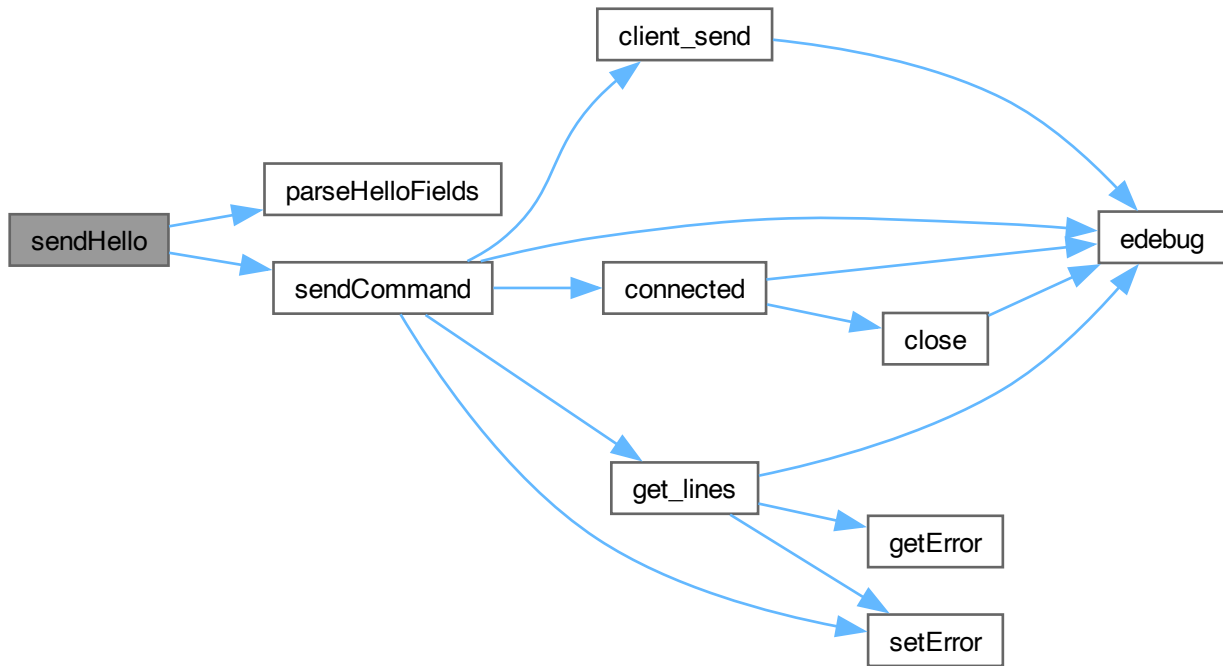 client_send
parseHelloFields
sendHello
edebug
sendCommand
connected
close
get_lines
getError
setError